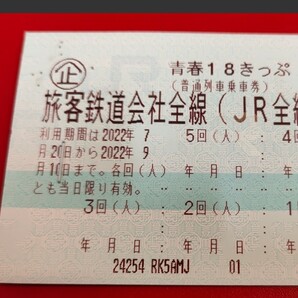 企 青春18きっぷ
(普通列車乗車券)
旅客鉄道会社全線(JR全線
利用期間は2022年 7 5回(人) 4回
月20日から2022年 9
月10日まで。各回(人) 年 月 日 年 月
とも当日限り有効。
3回(人) 2回(人) 1
年 月 日 年 月 日 年 月
24254 RK5AMJ 01